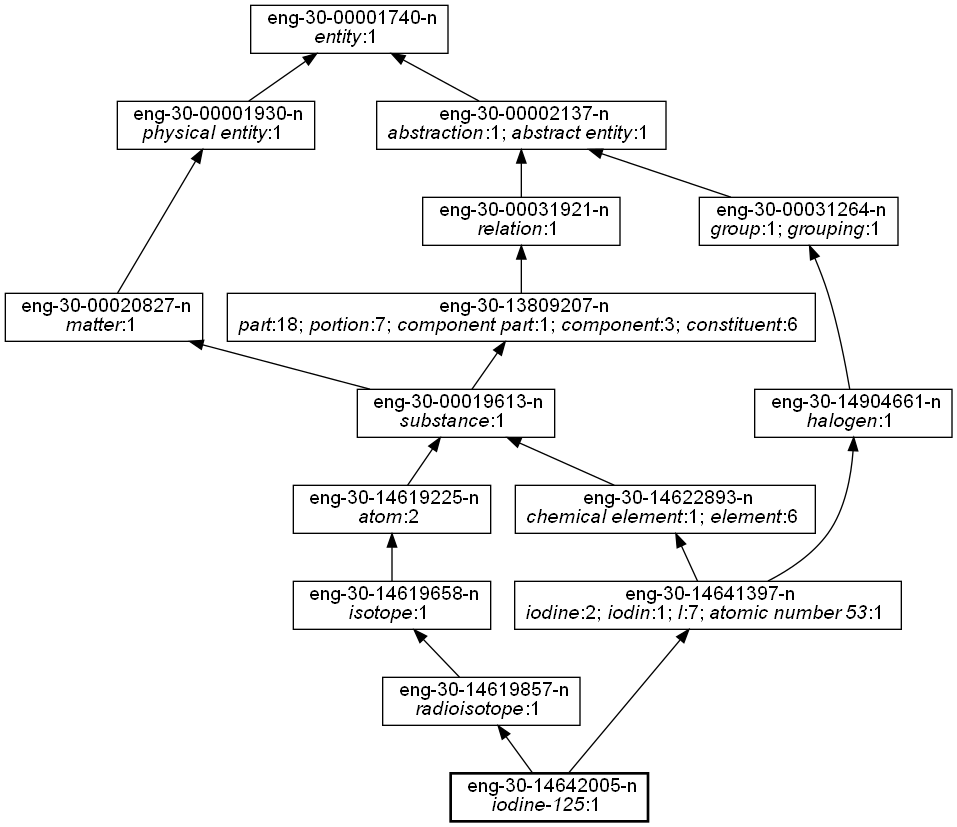 eng-30-00001740-n
entity:1
eng-30-00001930-n
physical entity:1
eng-30-00002137-n
abstraction:1; abstract entity:1
eng-30-00031921-n
relation:1
eng-30-00031264-n
group:1; grouping:1
eng-30-00020827-n
matter:1
eng-30-13809207-n
part:18; portion:7; component part:1; component:3; constituent:6
eng-30-00019613-n
substance:1
eng-30-14904661-n
halogen:1
eng-30-14619225-n
atom:2
eng-30-14622893-n
chemical element:1; element:6
eng-30-14619658-n
isotope:1
eng-30-14641397-n
iodine:2; iodin:1; I:7; atomic number 53:1
eng-30-14619857-n
radioisotope:1
eng-30-14642005-n
iodine-125:1